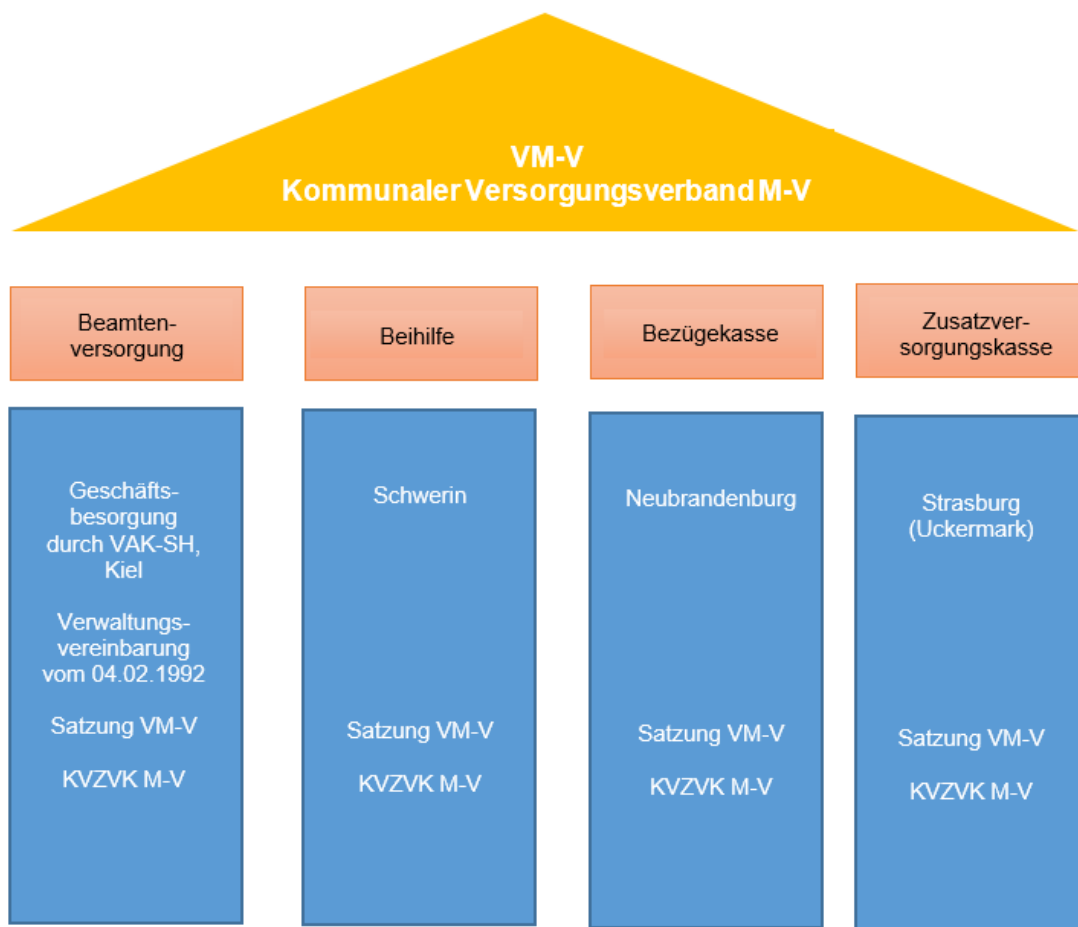 VM-V
Kommunaler Versorgungsverband M-V
Beamten-
versorgung
Beihilfe
Bezügekasse
Zusatzver-
sorgungskasse
Geschäfts-
besorgung
durch VAK-SH,
Kiel
Verwaltungs-
vereinbarung
vom 04.02.1992
Satzung VM-V
KVZVK M-V
Schwerin
Satzung VM-V
KVZVK M-V
Neubrandenburg
Satzung VM-V
KVZVK M-V
Strasburg
(Uckermark)
Satzung VM-V
KVZVK M-V